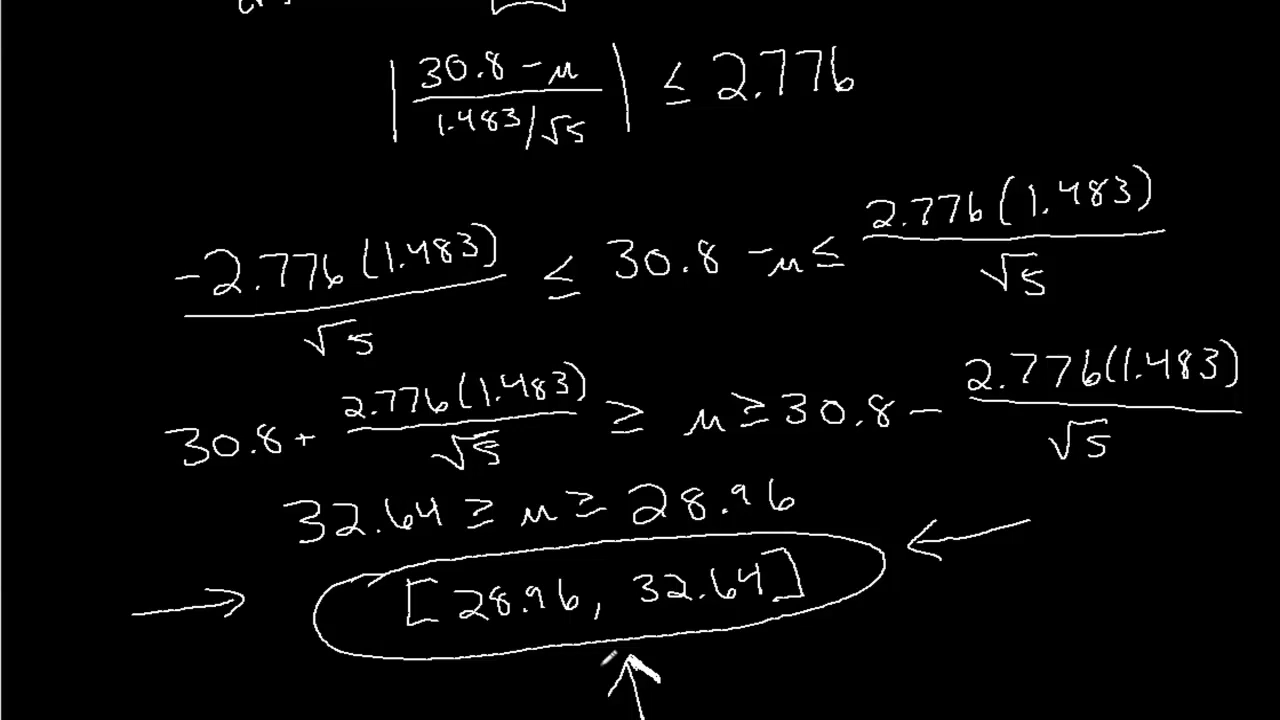 |(30.8 - μ)/(1.483/√5)| ≤ 2.776
-2.776(1.483)/√5 ≤ 30.8 - μ ≤ 2.776(1.483)/√5
30.8 + 2.776(1.483)/√5 ≥ μ ≥ 30.8 - 2.776(1.483)/√5
32.64 ≥ μ ≥ 28.96
[28.96, 32.64]